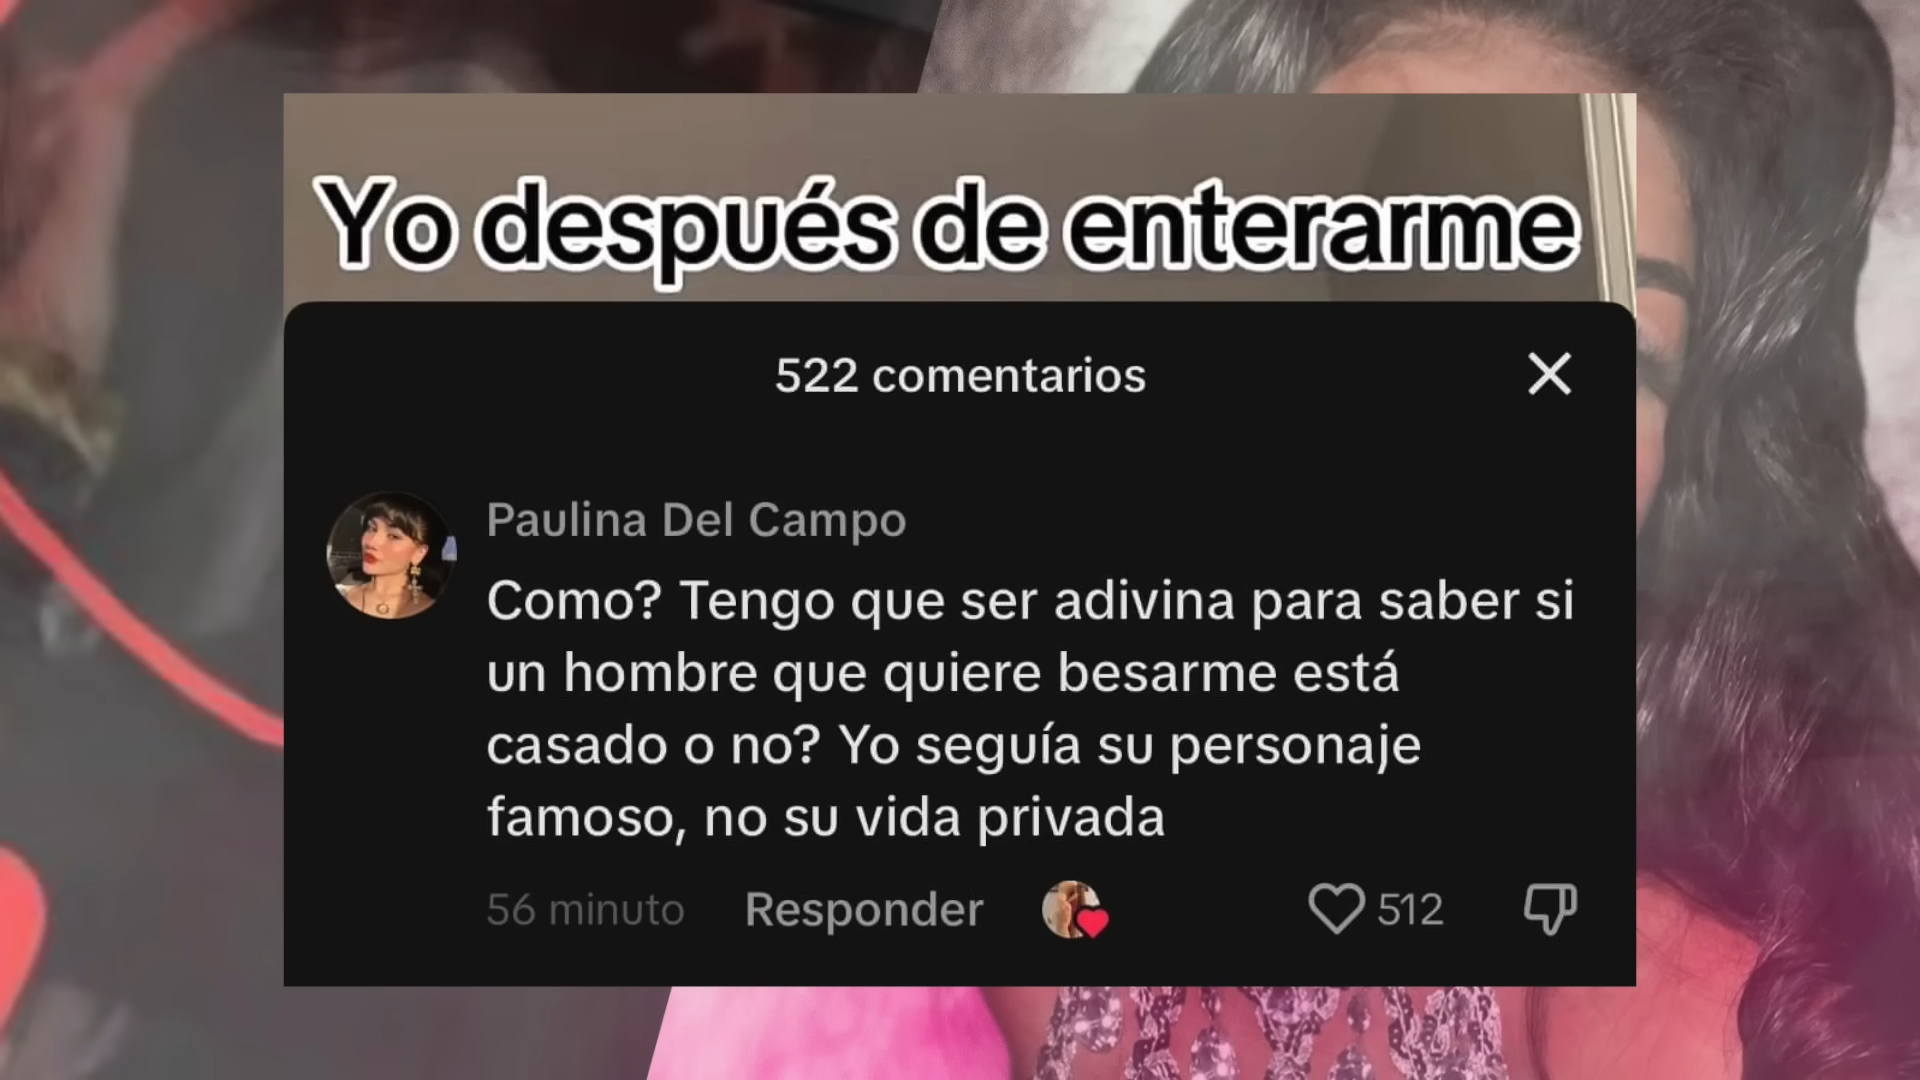 Yo después de enterarme
522 comentarios
Paulina Del Campo
Como? Tengo que ser adivina para saber si
un hombre que quiere besarme está
casado o no? Yo seguía su personaje
famoso, no su vida privada
56 minuto
Responder
512